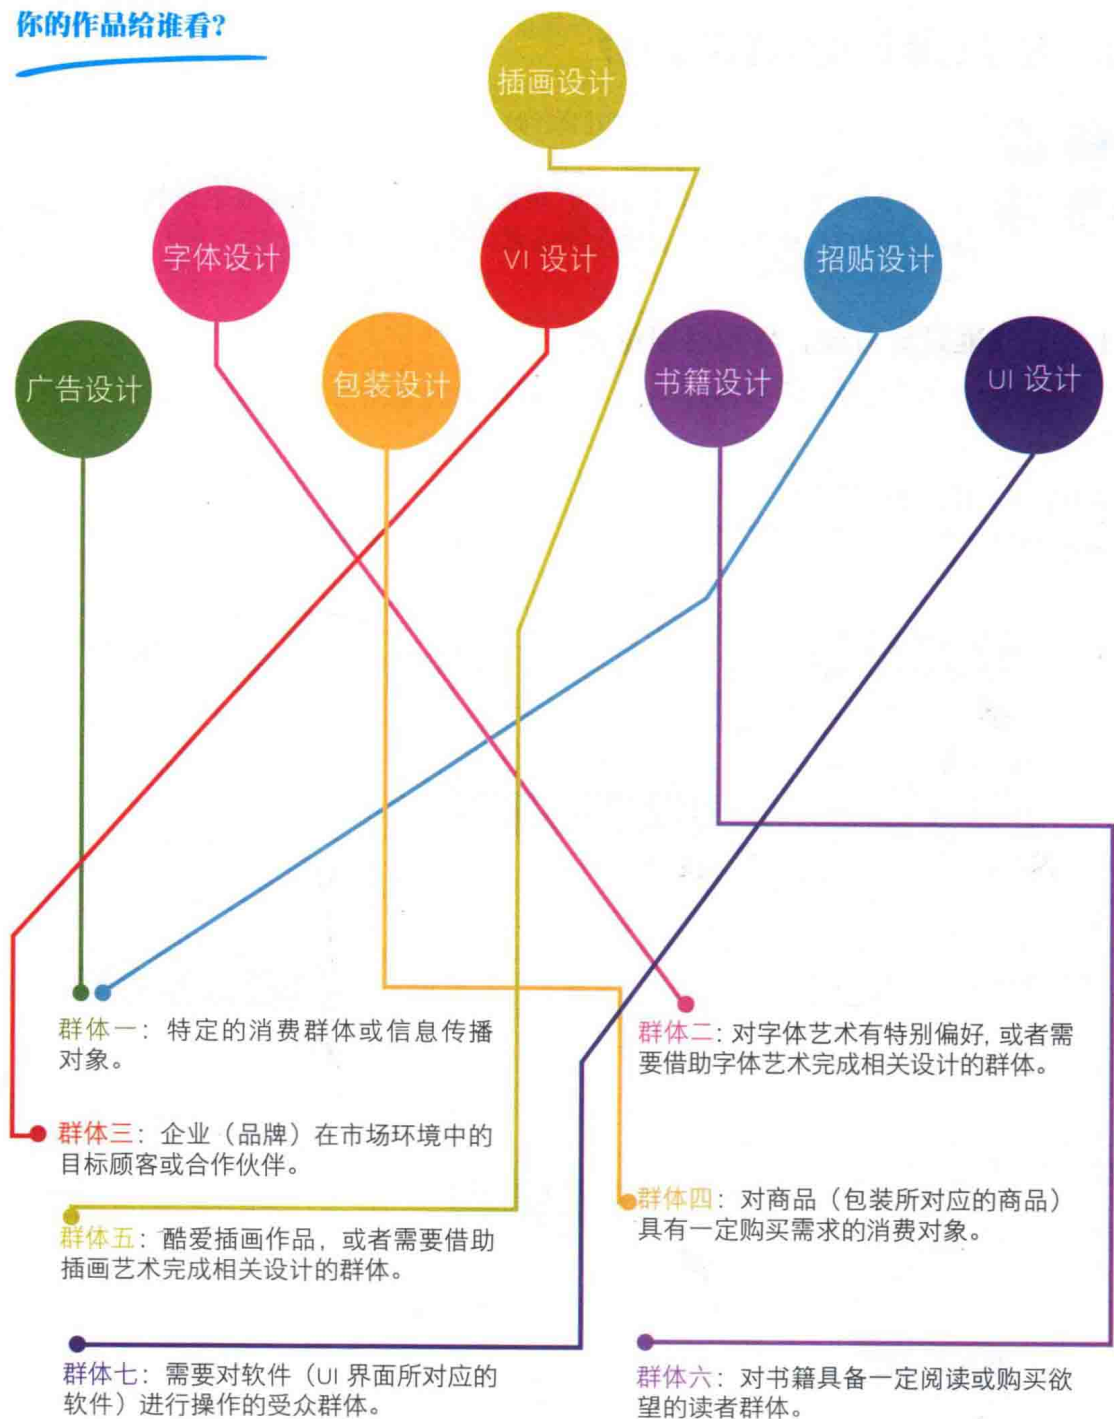 你的作品给谁看？
插画设计
字体设计
VI 设计
招贴设计
广告设计
包装设计
书籍设计
UI 设计
群体一：特定的消费群体或信息传播
对象。
群体二：对字体艺术有特别偏好，或者需
要借助字体艺术完成相关设计的群体。
群体三：企业（品牌）在市场环境中的
目标顾客或合作伙伴。
群体四：对商品（包装所对应的商品）
具有一定购买需求的消费对象。
群体五：酷爱插画作品，或者需要借助
插画艺术完成相关设计的群体。
群体七：需要对软件（UI 界面所对应的
软件）进行操作的受众群体。
群体六：对书籍具备一定阅读或购买欲
望的读者群体。